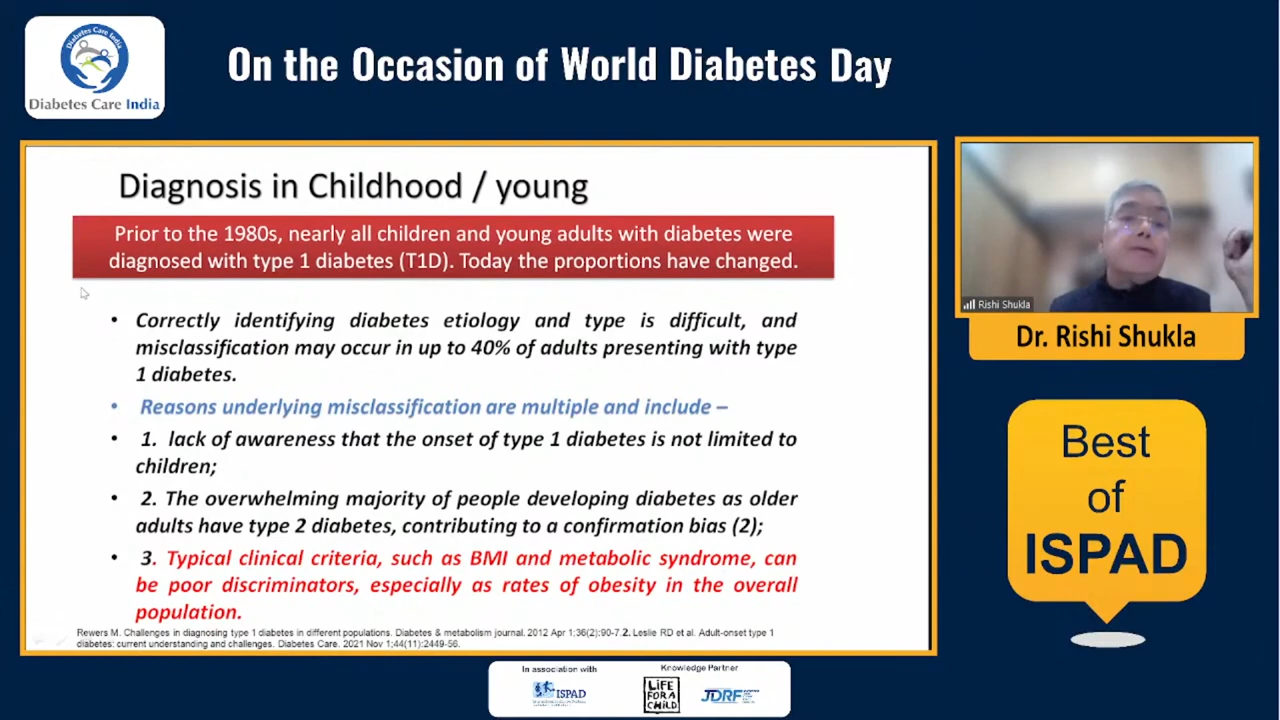 Diabetes Care India
Diabetes Care India
On the Occasion of World Diabetes Day
Diagnosis in Childhood / young
Prior to the 1980s, nearly all children and young adults with diabetes were
diagnosed with type 1 diabetes (T1D). Today the proportions have changed.
• Correctly identifying diabetes etiology and type is difficult, and
misclassification may occur in up to 40% of adults presenting with type
1 diabetes.
• Reasons underlying misclassification are multiple and include –
• 1. lack of awareness that the onset of type 1 diabetes is not limited to
children;
• 2. The overwhelming majority of people developing diabetes as older
adults have type 2 diabetes, contributing to a confirmation bias (2);
• 3. Typical clinical criteria, such as BMI and metabolic syndrome, can
be poor discriminators, especially as rates of obesity in the overall
population.
Rewers M. Challenges in diagnosing type 1 diabetes in different populations. Diabetes & metabolism journal. 2012 Apr 1;36(2):90-7.2. Leslie RD et al. Adult-onset type 1
diabetes: current understanding and challenges. Diabetes Care. 2021 Nov 1;44(11):2449-56.
Rishi Shukla
Dr. Rishi Shukla
Best
of
ISPAD
In association with
ISPAD
Knowledge Partner
LiFE
FOR A
CHiLD
JDRF